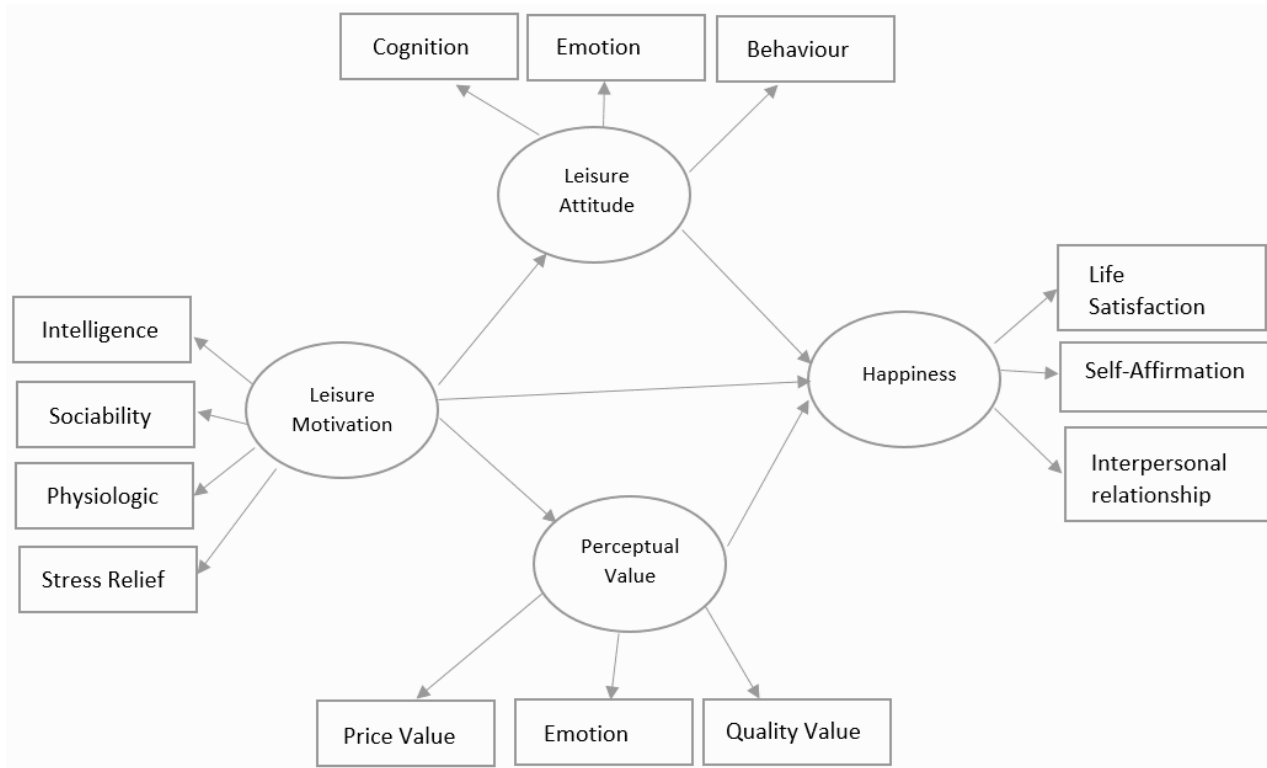 Cognition
Emotion
Behaviour
Leisure
Attitude
Life
Satisfaction
Intelligence
Leisure
Motivation
Happiness
Self-Affirmation
Sociability
Interpersonal
relationship
Physiologic
Stress Relief
Perceptual
Value
Price Value
Emotion
Quality Value